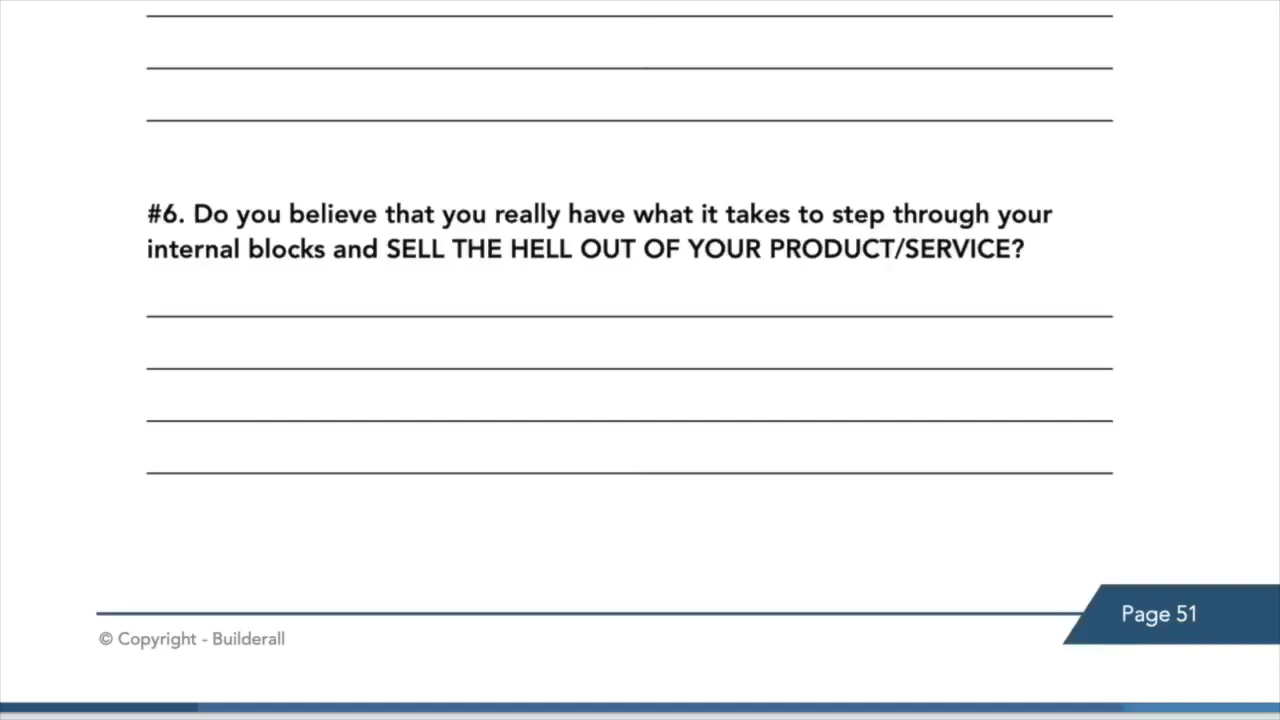 #6. Do you believe that you really have what it takes to step through your
internal blocks and SELL THE HELL OUT OF YOUR PRODUCT/SERVICE?
Page 51
© Copyright - Builderall